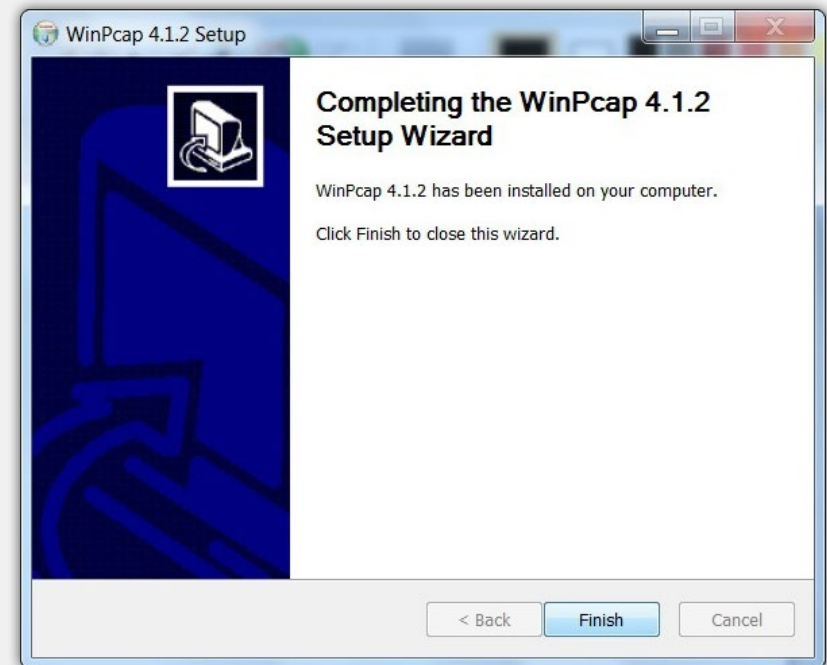 WinPcap 4.1.2 Setup
Completing the WinPcap 4.1.2
Setup Wizard
WinPcap 4.1.2 has been installed on your computer.
Click Finish to close this wizard.
< Back
Finish
Cancel